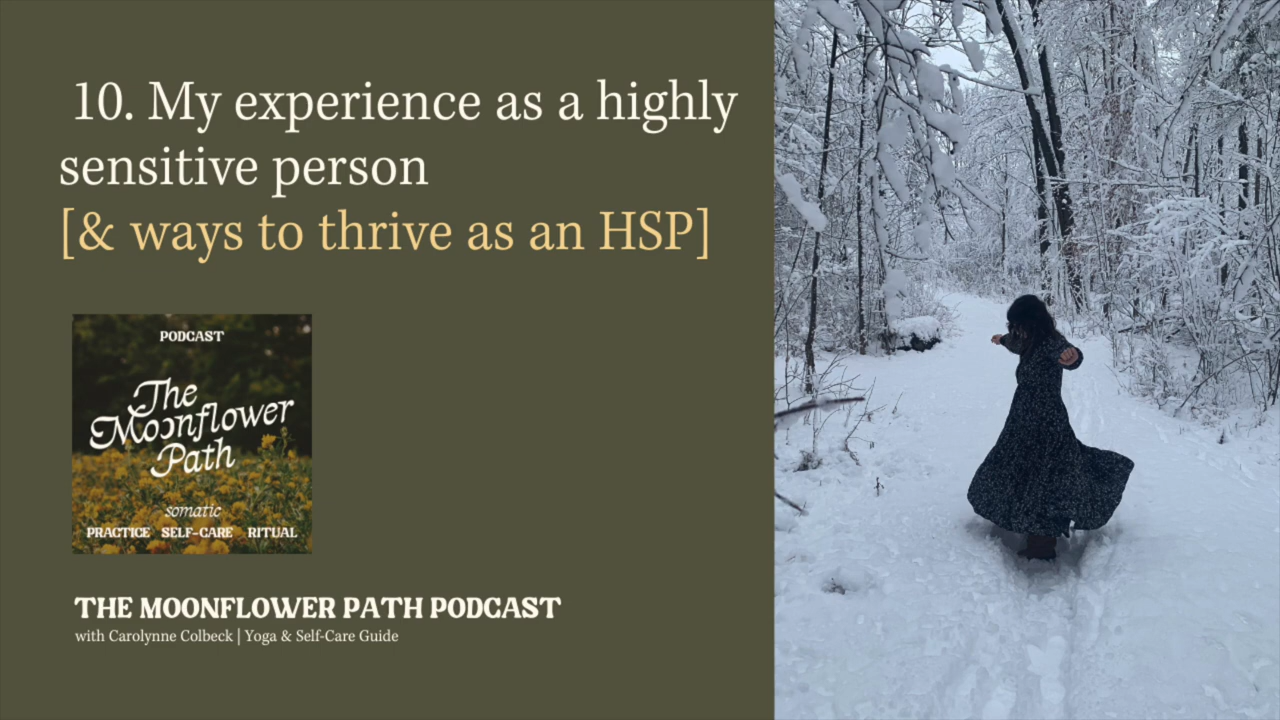 10. My experience as a highly
sensitive person
[& ways to thrive as an HSP]
PODCAST
The
Moonflower
Path
somatic
PRACTICE SELF-CARE RITUAL
THE MOONFLOWER PATH PODCAST
with Carolynne Colbeck | Yoga & Self-Care Guide